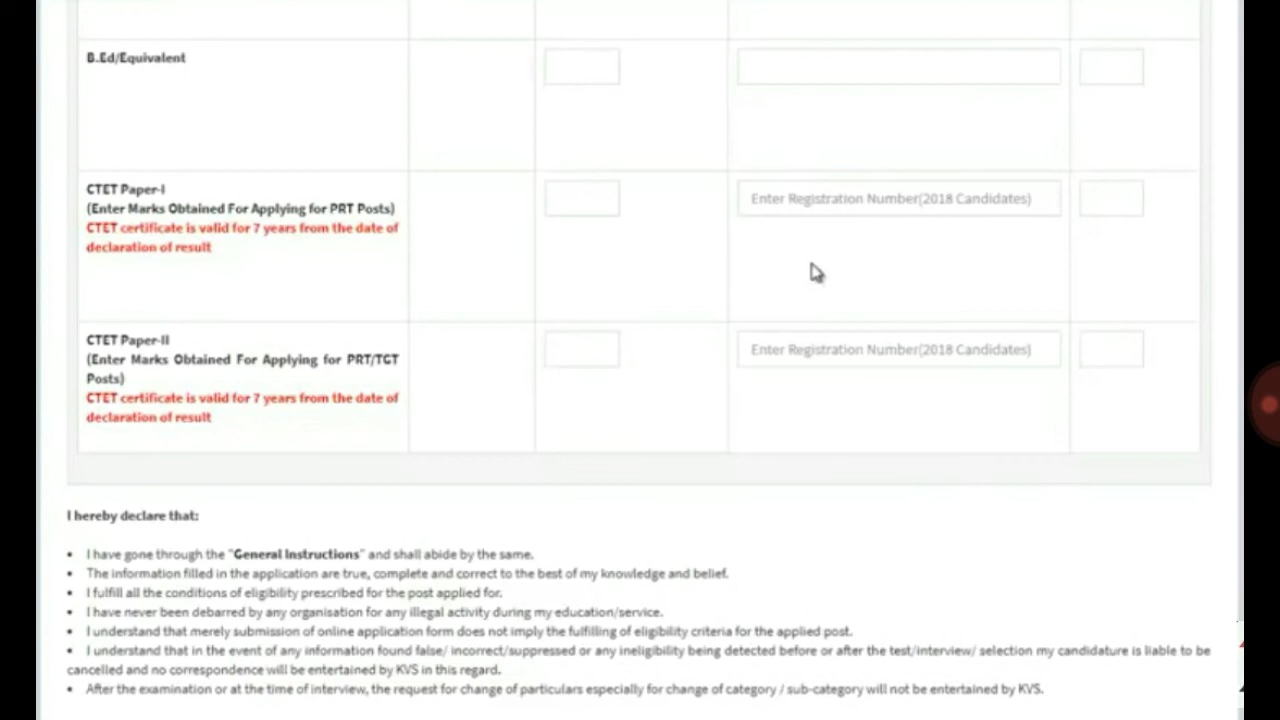 B.Ed/Equivalent
CTET Paper-I
(Enter Marks Obtained For Applying for PRT Posts)
CTET certificate is valid for 7 years from the date of
declaration of result
Enter Registration Number(2018 Candidates)
CTET Paper-II
(Enter Marks Obtained For Applying for PRT/TGT
Posts)
CTET certificate is valid for 7 years from the date of
declaration of result
Enter Registration Number(2018 Candidates)
I hereby declare that:
• I have gone through the "General Instructions" and shall abide by the same.
• The information filled in the application are true, complete and correct to the best of my knowledge and belief.
• I fulfill all the conditions of eligibility prescribed for the post applied for.
• I have never been debarred by any organisation for any illegal activity during my education/service.
• I understand that merely submission of online application form does not imply the fulfilling of eligibility criteria for the applied post.
• I understand that in the event of any information found false/ incorrect/suppressed or any ineligibility being detected before or after the test/interview/ selection my candidature is liable to be
cancelled and no correspondence will be entertained by KVS in this regard.
• After the examination or at the time of interview, the request for change of particulars especially for change of category / sub-category will not be entertained by KVS.